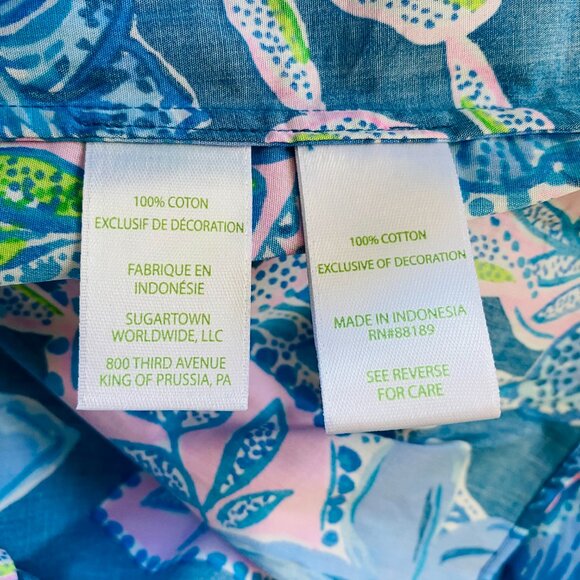 100% COTON
EXCLUSIF DE DÉCORATION
FABRIQUE EN
INDONÉSIE
SUGARTOWN
WORLDWIDE, LLC
800 THIRD AVENUE
KING OF PRUSSIA, PA
100% COTTON
EXCLUSIVE OF DECORATION
MADE IN INDONESIA
RN#88189
SEE REVERSE
FOR CARE